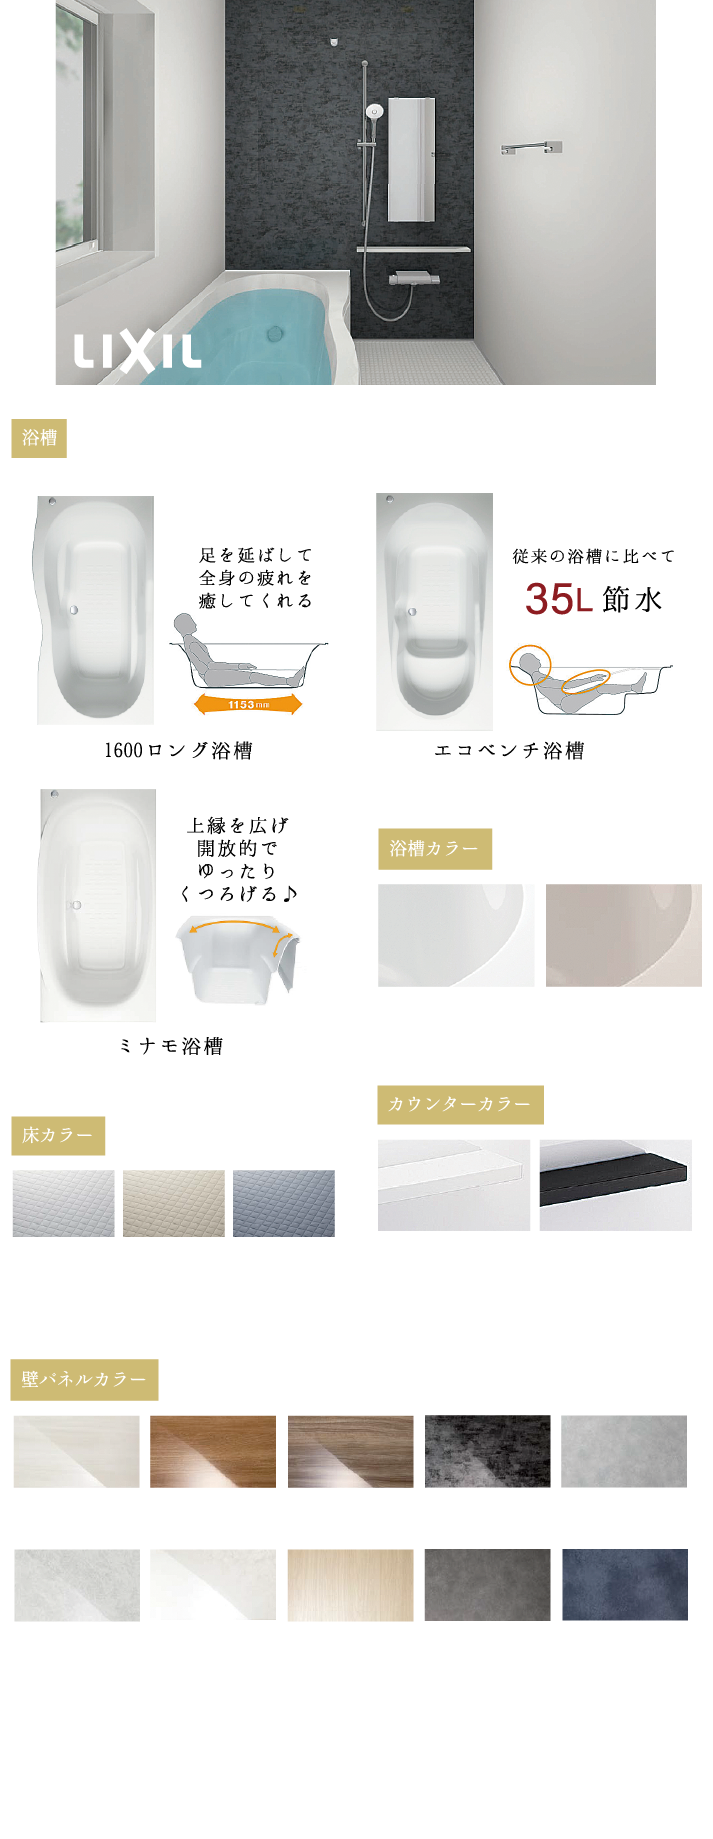 LIXIL
浴槽
足を延ばして
全身の疲れを
癒してくれる
1153mm
1600ロング浴槽
従来の浴槽に比べて
35L 節水
エコベンチ浴槽
上縁を広げ
開放的で
ゆったり
くつろげる♪
ミナモ浴槽
浴槽カラー
床カラー
カウンターカラー
壁パネルカラー